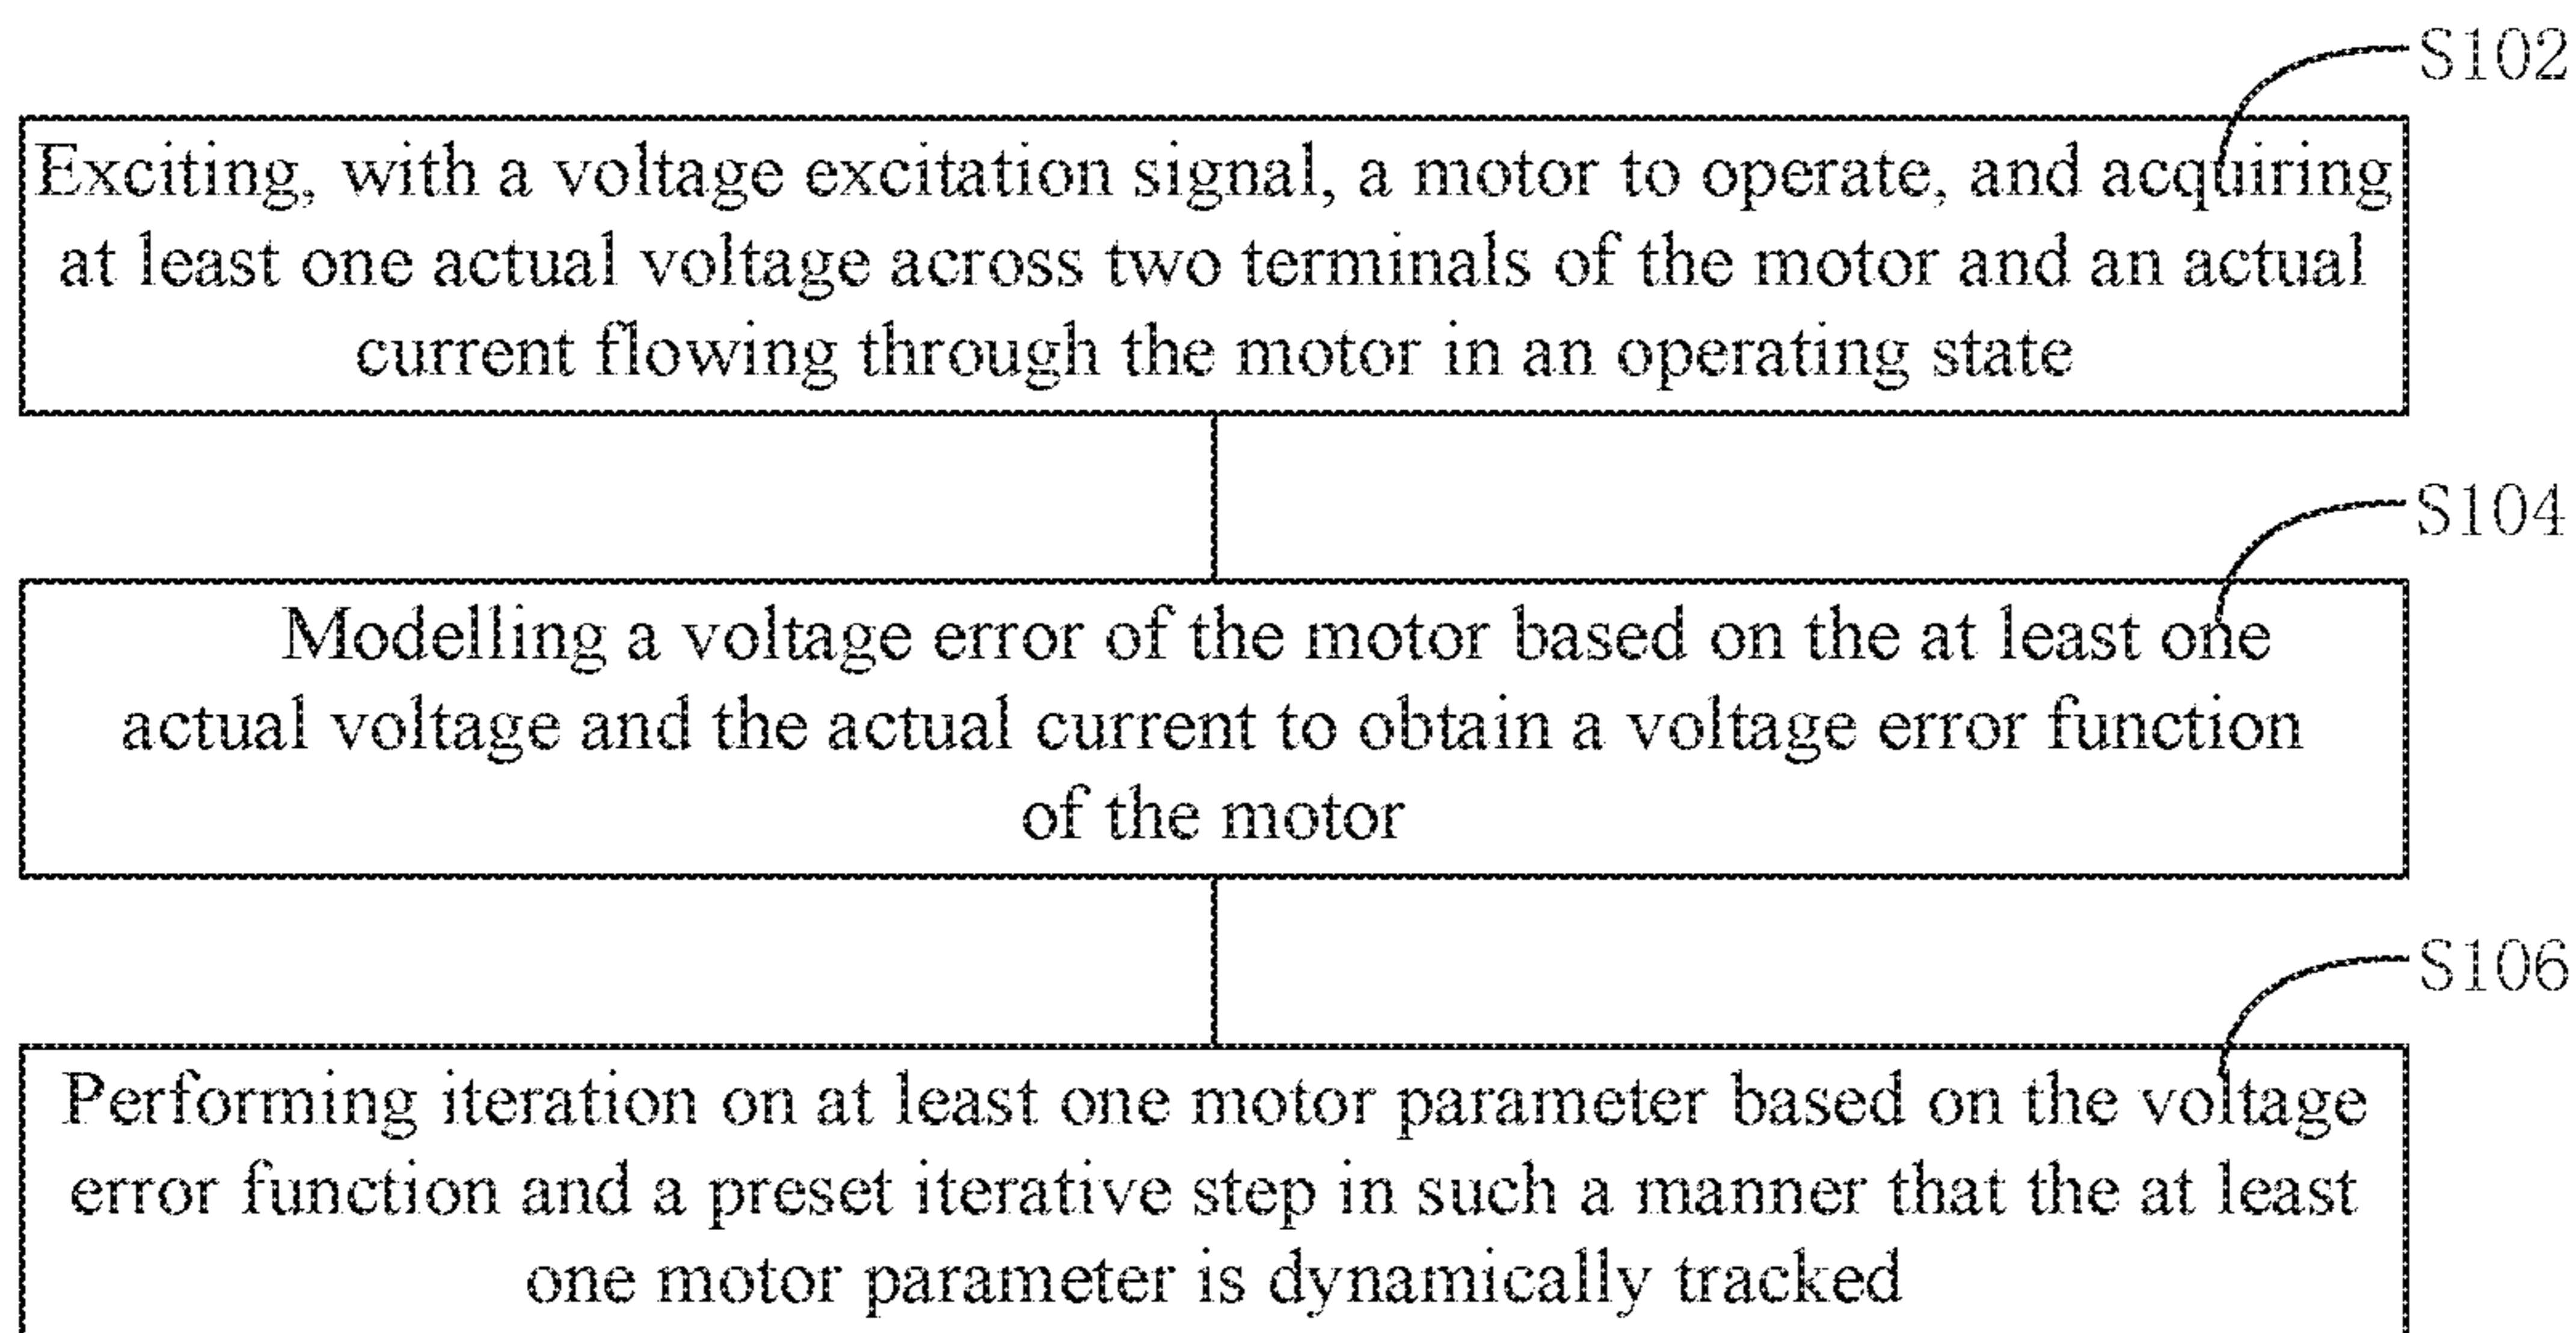 S102
Exciting, with a voltage excitation signal, a motor to operate, and acquiring
at least one actual voltage across two terminals of the motor and an actual
current flowing through the motor in an operating state
S104
Modelling a voltage error of the motor based on the at least one
actual voltage and the actual current to obtain a voltage error function
of the motor
S106
Performing iteration on at least one motor parameter based on the voltage
error function and a preset iterative step in such a manner that the at least
one motor parameter is dynamically tracked